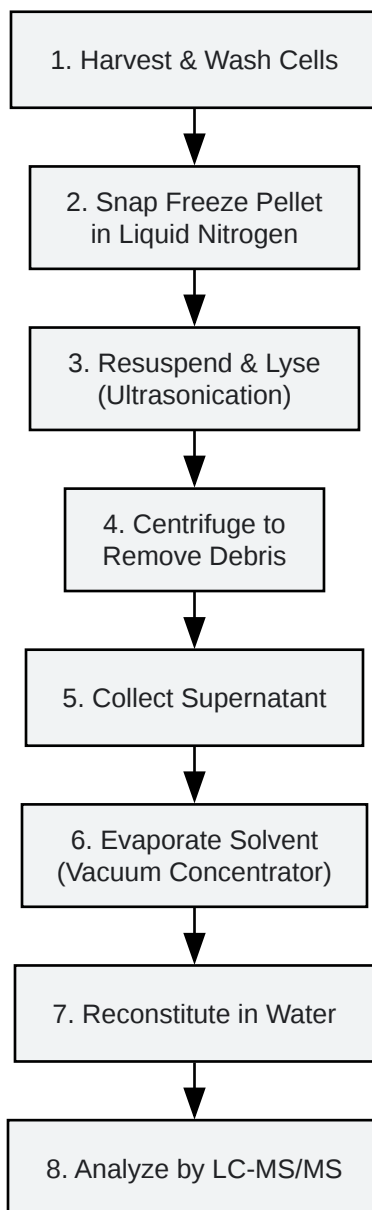 1. Harvest & Wash Cells
2. Snap Freeze Pellet
in Liquid Nitrogen
3. Resuspend & Lyse
(Ultrasonication)
4. Centrifuge to
Remove Debris
5. Collect Supernatant
6. Evaporate Solvent
(Vacuum Concentrator)
7. Reconstitute in Water
8. Analyze by LC-MS/MS